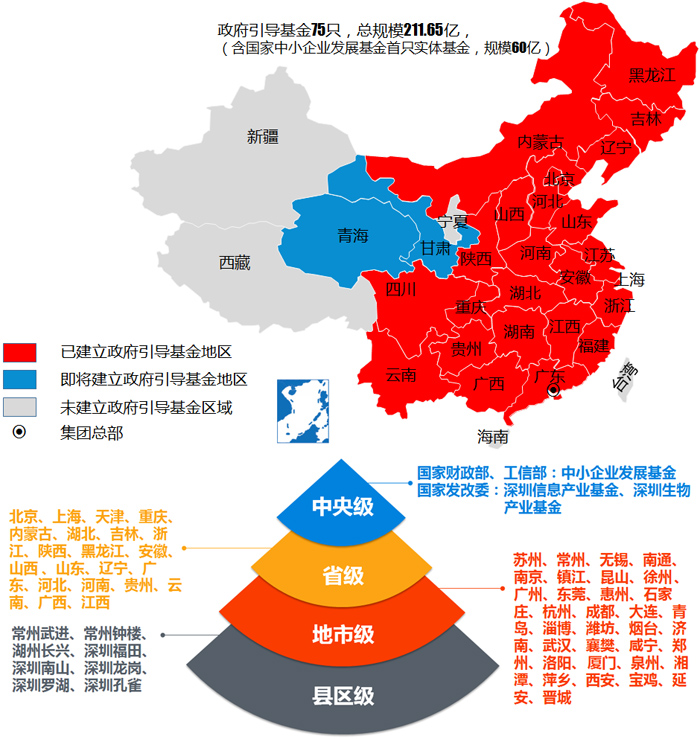 政府引导基金75只，总规模211.65亿，
（含国家中小企业发展基金首只实体基金，规模60亿）
黑龙江
吉林
新疆
内蒙古
辽宁
北京
河北
宁夏
山西
山东
青海
甘肃
陕西
河南
江苏
西藏
安徽
上海
四川
重庆
湖北
浙江
湖南
江西
福建
贵州
云南
广西
广东
台湾
海南
已建立政府引导基金地区
即将建立政府引导基金地区
未建立政府引导基金区域
集团总部
中央级
国家财政部、工信部：中小企业发展基金
国家发改委：深圳信息产业基金、深圳生物
产业基金
省级
北京、上海、天津、重庆、
内蒙古、湖北、吉林、浙
江、陕西、黑龙江、安徽、
山西、山东、辽宁、广
东、河北、河南、贵州、云
南、广西、江西
地市级
苏州、常州、无锡、南通、
南京、镇江、昆山、徐州、
广州、东莞、惠州、石家
庄、杭州、成都、大连、青
岛、淄博、潍坊、烟台、济
南、武汉、襄樊、咸宁、郑
州、洛阳、厦门、泉州、湘
潭、萍乡、西安、宝鸡、延
安、晋城
县区级
常州武进、常州钟楼、
湖州长兴、深圳福田、
深圳南山、深圳龙岗、
深圳罗湖、深圳孔雀